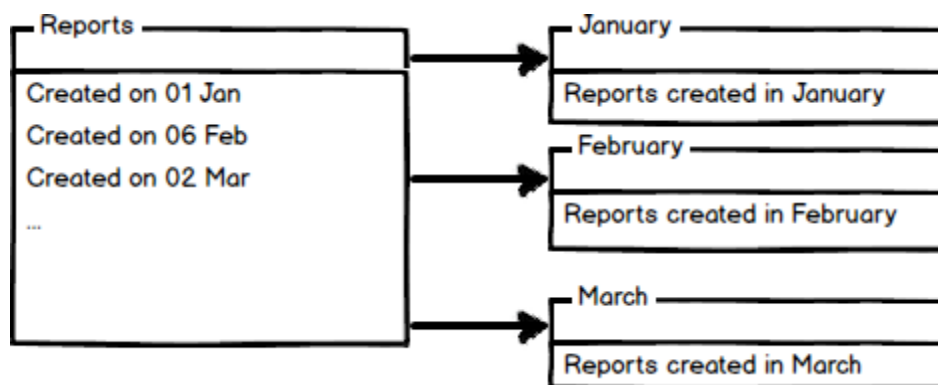 Reports
Created on 01 Jan
Created on 06 Feb
Created on 02 Mar
...
January
Reports created in January
February
Reports created in February
March
Reports created in March